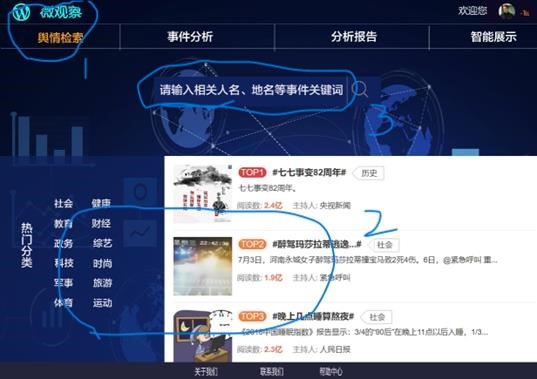 微观察
欢迎您
舆情检索 事件分析 分析报告 智能展示
1
请输入相关人名、地名等事件关键词
3
热门分类
社会 健康
教育 财经
政务 综艺
科技 时尚
军事 旅游
体育 运动
TOP1 #七七事变82周年# 历史
七七事变82周年。
阅读数: 2.4亿 主持人: 央视新闻
2
TOP2 #醉驾玛莎拉蒂逃逸...# 社会
7月3日，河南永城女子醉驾玛莎拉蒂撞宝马致2死4伤。6日，@紧急呼叫 重...
阅读数: 1.9亿 主持人: 紧急呼叫
TOP3 #晚上几点睡算熬夜# 社会
《2018中国睡眠指数》报告显示：3/4的“90后”在晚上11点以后入睡，1/3...
阅读数: 2.3亿 主持人: 人民日报
关于我们 联系我们 帮助中心